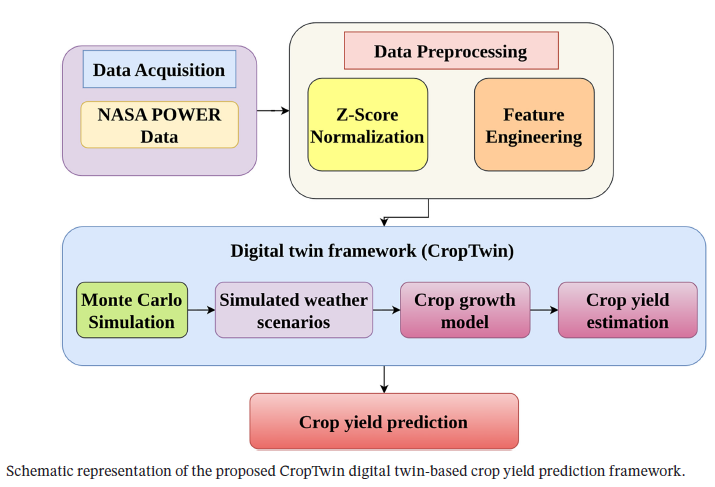 Data Acquisition
NASA POWER
Data
Data Preprocessing
Z-Score
Normalization
Feature
Engineering
Digital twin framework (CropTwin)
Monte Carlo
Simulation
Simulated weather
scenarios
Crop growth
model
Crop yield
estimation
Crop yield prediction
Schematic representation of the proposed CropTwin digital twin-based crop yield prediction framework.